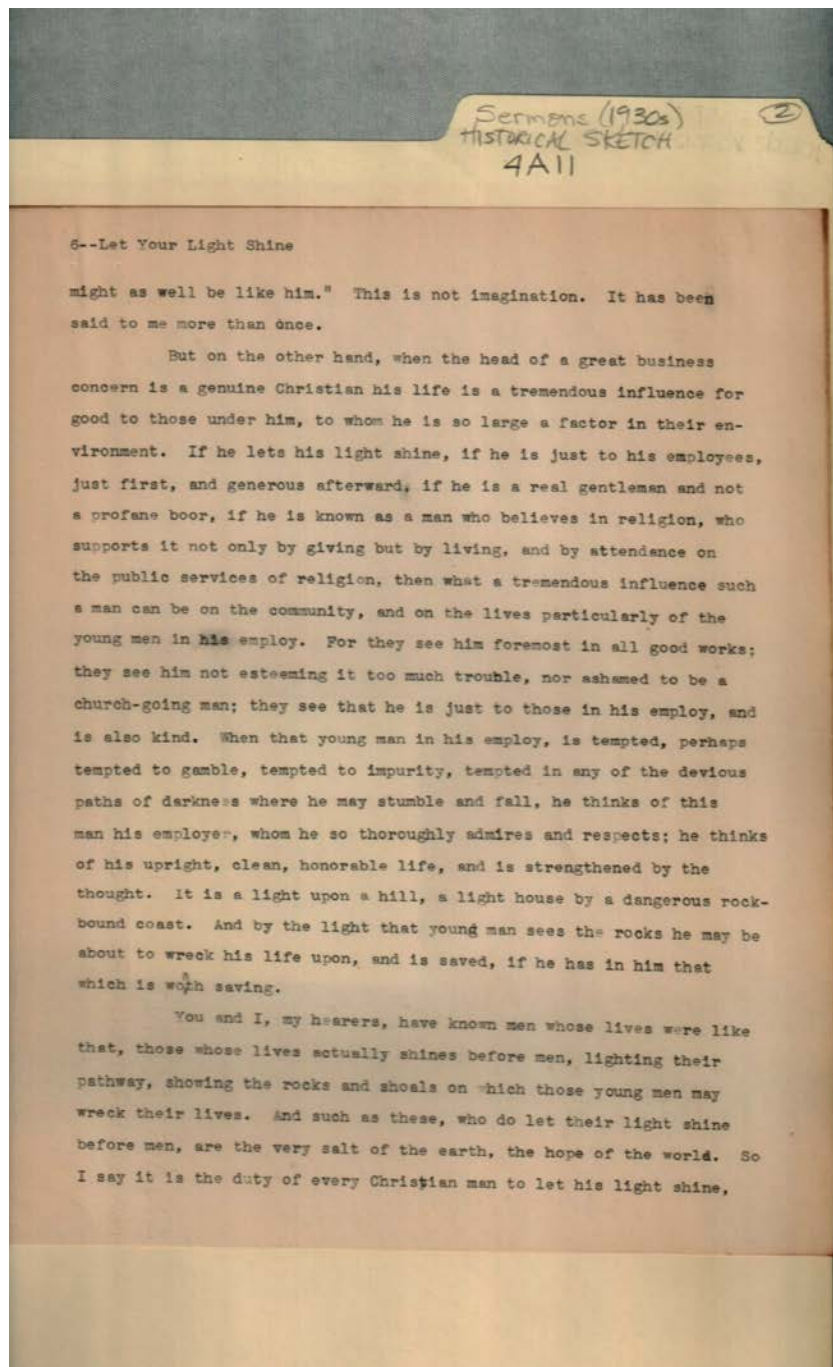 Sermons (1930s) ②
HISTORICAL SKETCH
4A11
6--Let Your Light Shine
might as well be like him." This is not imagination. It has been
said to me more than once.
But on the other hand, when the head of a great business
concern is a genuine Christian his life is a tremendous influence for
good to those under him, to whom he is so large a factor in their en-
vironment. If he lets his light shine, if he is just to his employees,
just first, and generous afterward, if he is a real gentleman and not
a profane boor, if he is known as a man who believes in religion, who
supports it not only by giving but by living, and by attendance on
the public services of religion, then what a tremendous influence such
a man can be on the community, and on the lives particularly of the
young men in his employ. For they see him foremost in all good works;
they see him not esteeming it too much trouble, nor ashamed to be a
church-going man; they see that he is just to those in his employ, and
is also kind. When that young man in his employ, is tempted, perhaps
tempted to gamble, tempted to impurity, tempted in any of the devious
paths of darkness where he may stumble and fall, he thinks of this
man his employer, whom he so thoroughly admires and respects; he thinks
of his upright, clean, honorable life, and is strengthened by the
thought. It is a light upon a hill, a light house by a dangerous rock-
bound coast. And by the light that young man sees the rocks he may be
about to wreck his life upon, and is saved, if he has in him that
which is woth saving.
You and I, my hearers, have known men whose lives were like
that, those whose lives actually shines before men, lighting their
pathway, showing the rocks and shoals on which those young men may
wreck their lives. And such as these, who do let their light shine
before men, are the very salt of the earth, the hope of the world. So
I say it is the duty of every Christian man to let his light shine,